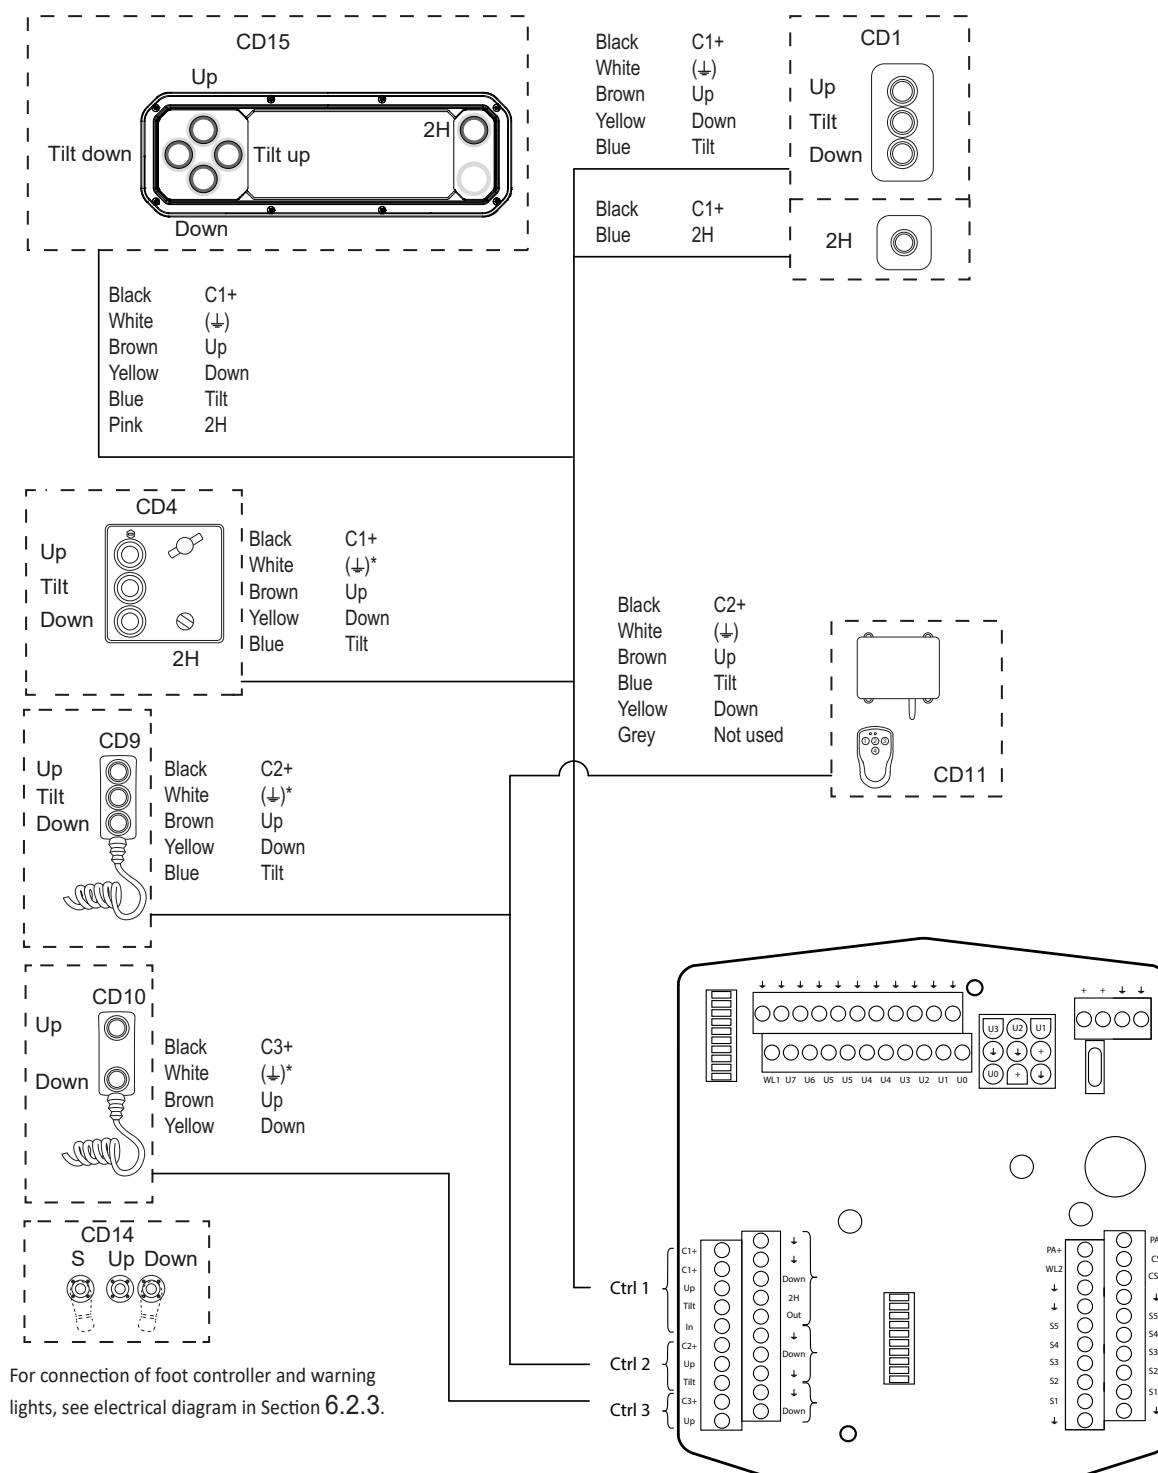 CD15
Up
2H
Tilt down
Tilt up
Down
Black C1+
White (⏚)
Brown Up
Yellow Down
Blue Tilt
Pink 2H
Black C1+
White (⏚)
Brown Up
Yellow Down
Blue Tilt
CD1
Up
Tilt
Down
Black C1+
Blue 2H
2H
CD4
Up
Tilt
Down
2H
Black C1+
White (⏚)*
Brown Up
Yellow Down
Blue Tilt
Black C2+
White (⏚)
Brown Up
Blue Tilt
Yellow Down
Grey Not used
1 2 3
4
CD11
CD9
Up
Tilt
Down
Black C2+
White (⏚)*
Brown Up
Yellow Down
Blue Tilt
CD10
Up
Down
Black C3+
White (⏚)*
Brown Up
Yellow Down
CD14
S Up Down
For connection of foot controller and warning
lights, see electrical diagram in Section 6.2.3.
WL1 U7 U6 U5 U5 U4 U4 U3 U2 U1 U0
U3 U2 U1
+
U0 +
+ +
Ctrl 1
Ctrl 2
Ctrl 3
C1+
C1+
Up
Tilt
In
C2+
Up
Tilt
C3+
Up
Down
2H
Out
Down
Down
PA+
WL2
S5
S4
S3
S2
S1
PA
C
CS
S5
S4
S3
S2
S1